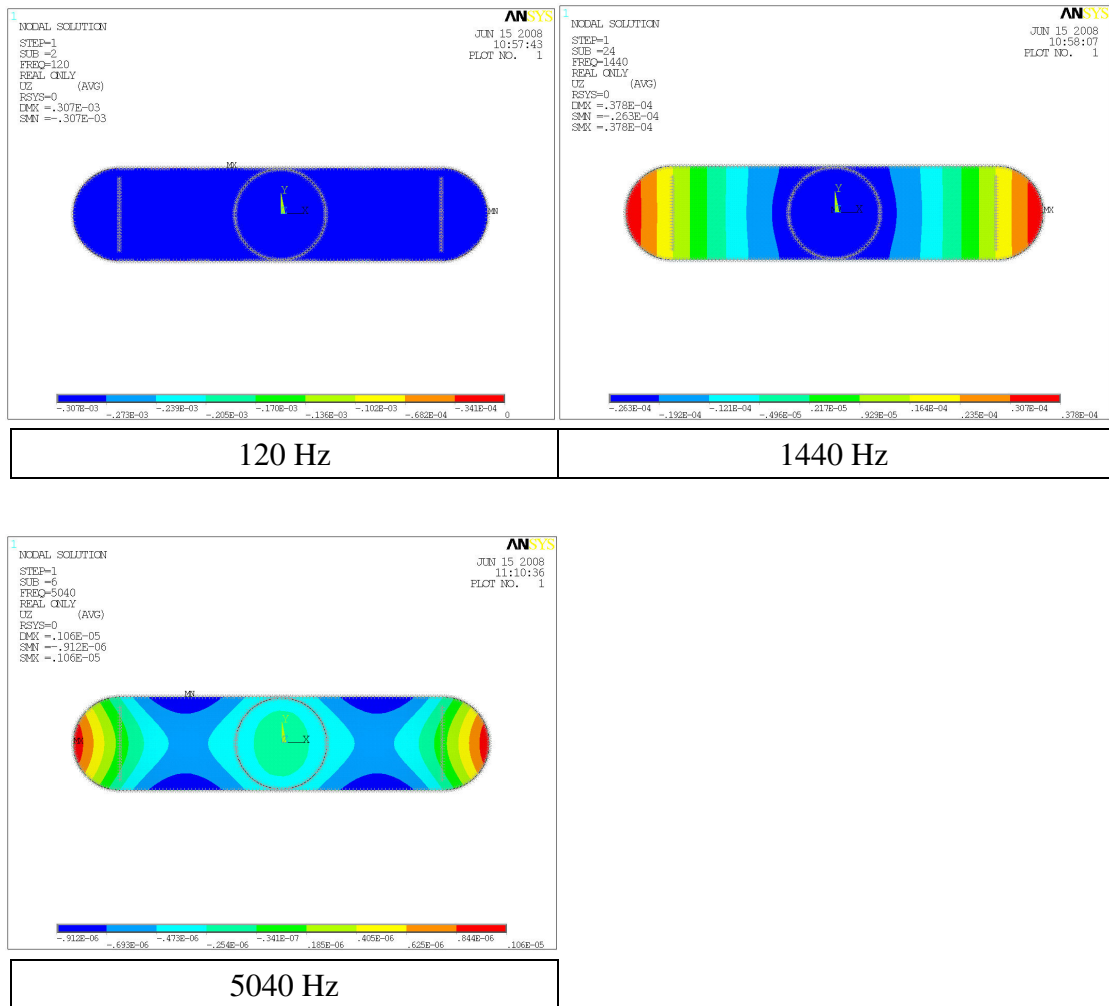 1
ANSYS
NODAL SOLUTION
JUN 15 2008
10:57:43
PLOT NO. 1
STEP=1
SUB =2
FREQ=120
REAL ONLY
UZ (AVG)
RSYS=0
DMX =.307E-03
SMN =-.307E-03
MX
Y
Z X
MN
-.307E-03 -.239E-03 -.170E-03 -.102E-03 -.341E-04
-.273E-03 -.205E-03 -.136E-03 -.682E-04 0
120 Hz
1
ANSYS
NODAL SOLUTION
JUN 15 2008
10:58:07
PLOT NO. 1
STEP=1
SUB =24
FREQ=1440
REAL ONLY
UZ (AVG)
RSYS=0
DMX =.378E-04
SMN =-.263E-04
SMX =.378E-04
Y
X
MX
-.263E-04 -.121E-04 .217E-05 .164E-04 .307E-04
-.192E-04 -.496E-05 .929E-05 .235E-04 .378E-04
1440 Hz
1
ANSYS
NODAL SOLUTION
JUN 15 2008
11:10:36
PLOT NO. 1
STEP=1
SUB =6
FREQ=5040
REAL ONLY
UZ (AVG)
RSYS=0
DMX =.106E-05
SMN =-.912E-06
SMX =.106E-05
MN
Y
MX X
-.912E-06 -.473E-06 -.341E-07 .405E-06 .844E-06
-.693E-06 -.254E-06 .185E-06 .625E-06 .106E-05
5040 Hz